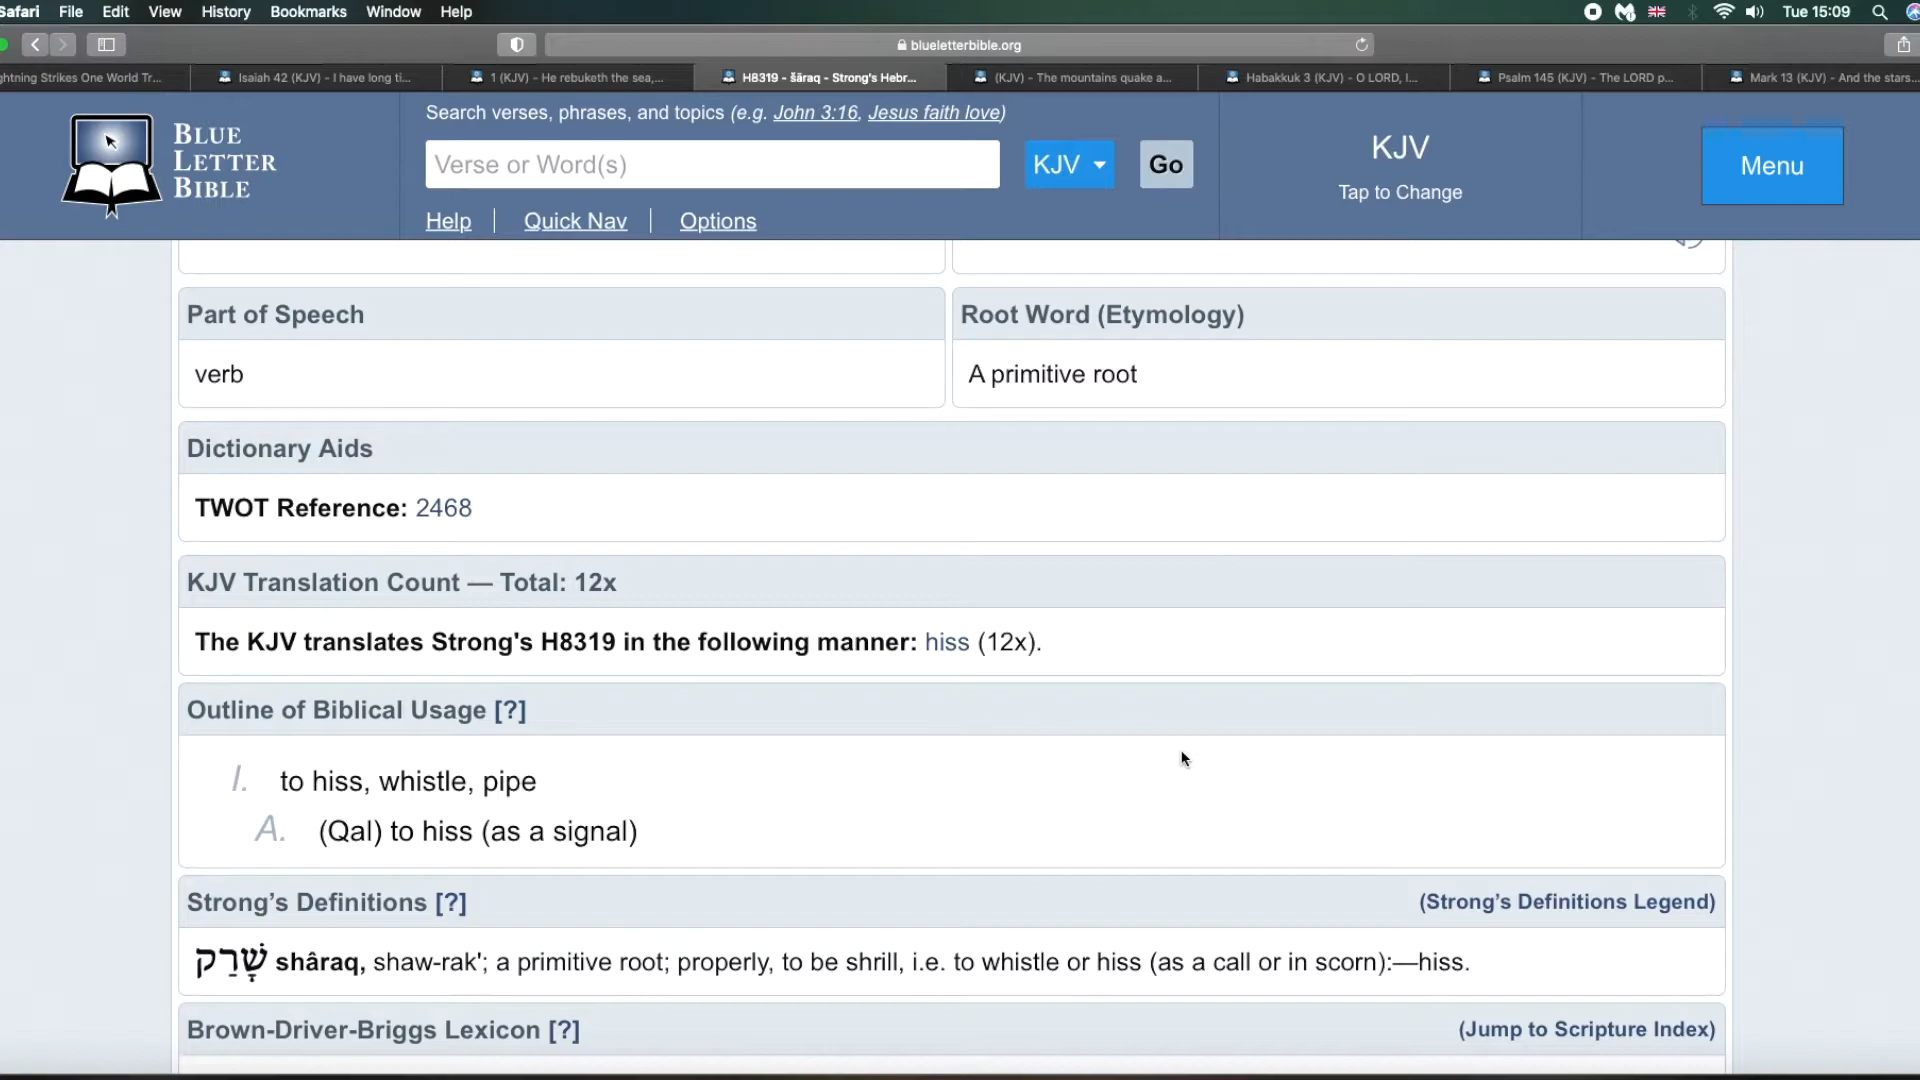 Safari File Edit View History Bookmarks Window Help Tue 15:09
blueletterbible.org
ghtning Strikes One World Tr... Isaiah 42 (KJV) - I have long ti... 1 (KJV) - He rebuketh the sea,... H8319 - šāraq - Strong's Hebr... (KJV) - The mountains quake a... Habakkuk 3 (KJV) - O LORD, I... Psalm 145 (KJV) - The LORD p... Mark 13 (KJV) - And the stars...
Search verses, phrases, and topics (e.g. John 3:16, Jesus faith love)
BLUE
LETTER
BIBLE
Verse or Word(s) KJV Go
KJV
Tap to Change
Menu
Help Quick Nav Options
Part of Speech Root Word (Etymology)
verb A primitive root
Dictionary Aids
TWOT Reference: 2468
KJV Translation Count — Total: 12x
The KJV translates Strong's H8319 in the following manner: hiss (12x).
Outline of Biblical Usage [?]
I. to hiss, whistle, pipe
A. (Qal) to hiss (as a signal)
Strong’s Definitions [?] (Strong’s Definitions Legend)
שָׁרַק shâraq, shaw-rak'; a primitive root; properly, to be shrill, i.e. to whistle or hiss (as a call or in scorn):—hiss.
Brown-Driver-Briggs Lexicon [?] (Jump to Scripture Index)